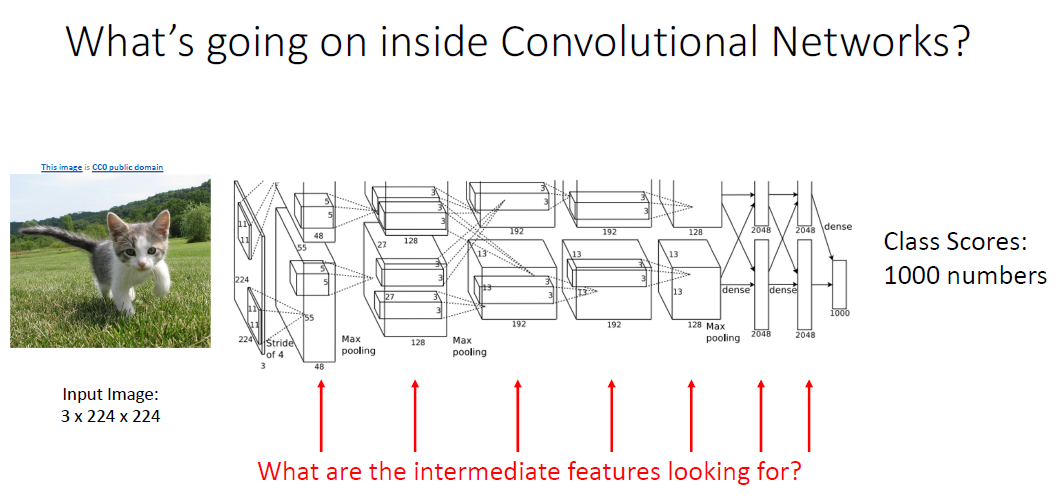 What's going on inside Convolutional Networks?
This image is CC0 public domain
11
11
224
11
11
224
3
Stride
of 4
55
5
5
48
5
5
55
48
Max
pooling
27
3
3
128
3
3
27
3
3
128
Max
pooling
3
3
192
13
3
3
13
192
3
3
192
13
3
3
13
192
128
13
13
128
Max
pooling
2048
2048
dense
dense
dense
2048
2048
1000
Class Scores:
1000 numbers
Input Image:
3 x 224 x 224
What are the intermediate features looking for?